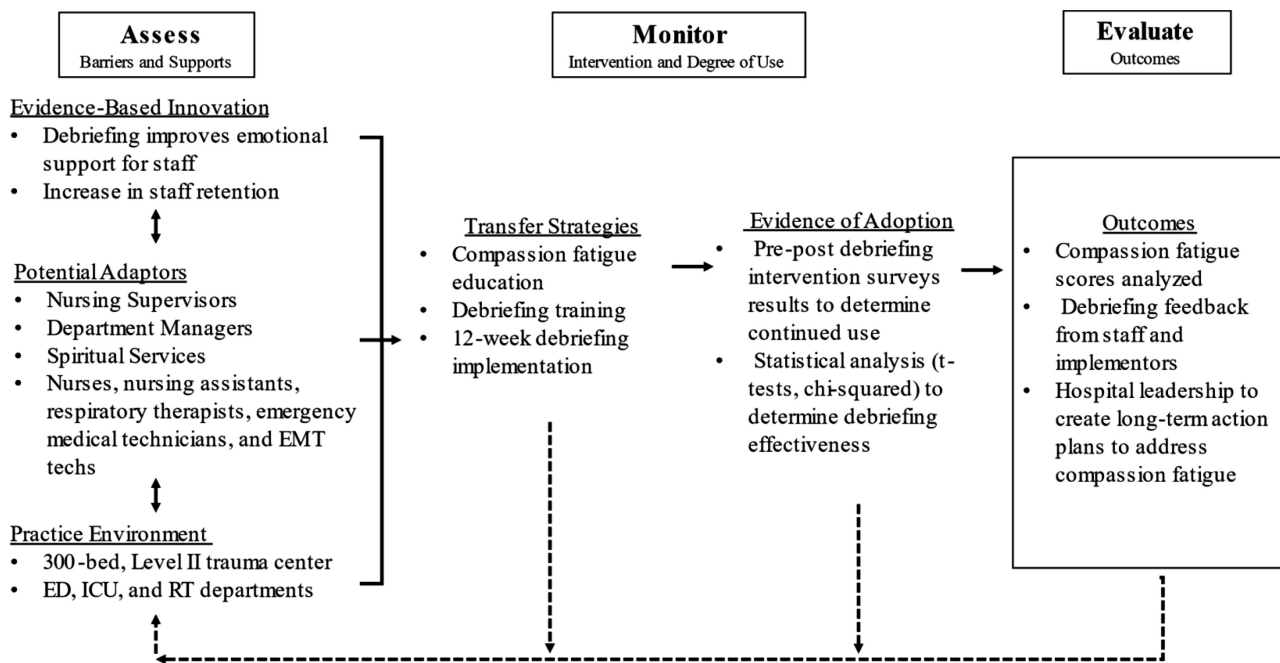 Assess
Barriers and Supports
Monitor
Intervention and Degree of Use
Evaluate
Outcomes
Evidence-Based Innovation
• Debriefing improves emotional
support for staff
• Increase in staff retention
Potential Adaptors
• Nursing Supervisors
• Department Managers
• Spiritual Services
• Nurses, nursing assistants,
respiratory therapists, emergency
medical technicians, and EMT
techs
Practice Environment
• 300-bed, Level II trauma center
• ED, ICU, and RT departments
Transfer Strategies
• Compassion fatigue
education
• Debriefing training
• 12-week debriefing
implementation
Evidence of Adoption
• Pre-post debriefing
intervention surveys
results to determine
continued use
• Statistical analysis (t-
tests, chi-squared) to
determine debriefing
effectiveness
Outcomes
• Compassion fatigue
scores analyzed
• Debriefing feedback
from staff and
implementors
• Hospital leadership to
create long-term action
plans to address
compassion fatigue